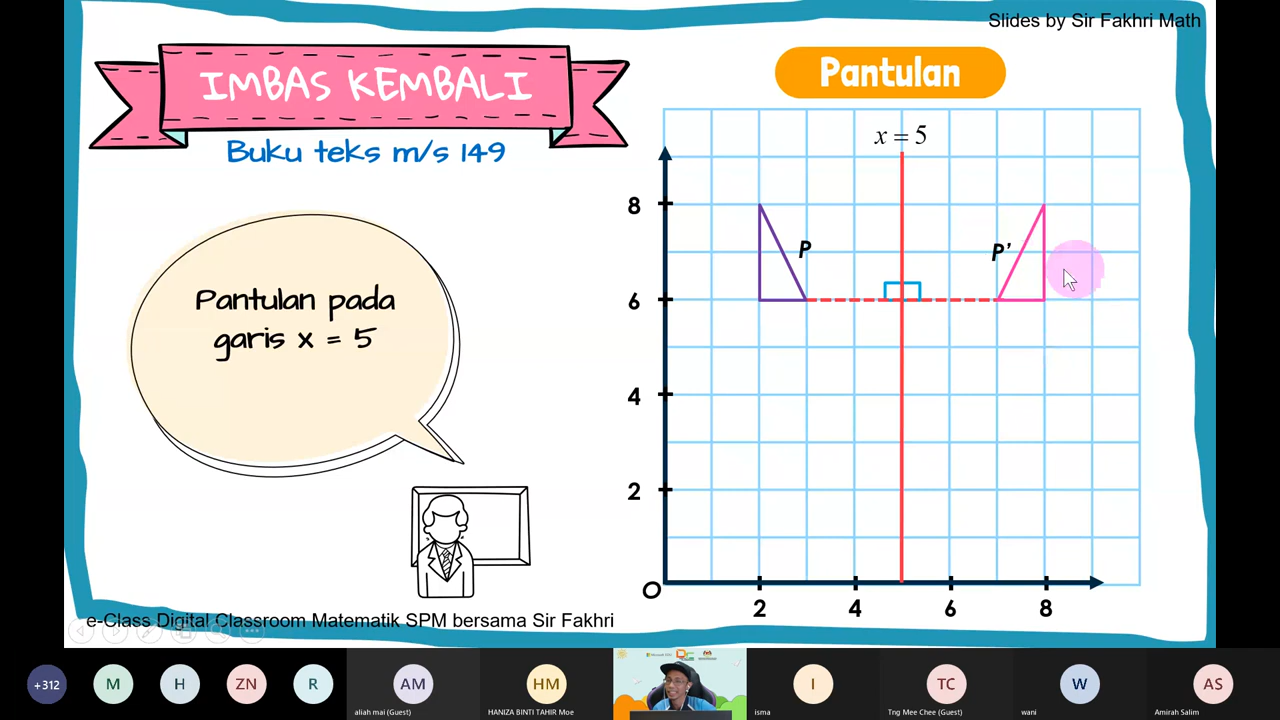 Slides by Sir Fakhri Math
IMBAS KEMBALI
Buku teks m/s 149
Pantulan
x = 5
8
P
P'
Pantulan pada
garis x = 5
6
4
2
O
2
4
6
8
e-Class Digital Classroom Matematik SPM bersama Sir Fakhri
+312
M
H
ZN
R
AM
HM
I
TC
W
AS
aliah mai (Guest)
HANIZA BINTI TAHIR Moe
isma
Tng Mee Chee (Guest)
wani
Amirah Salim